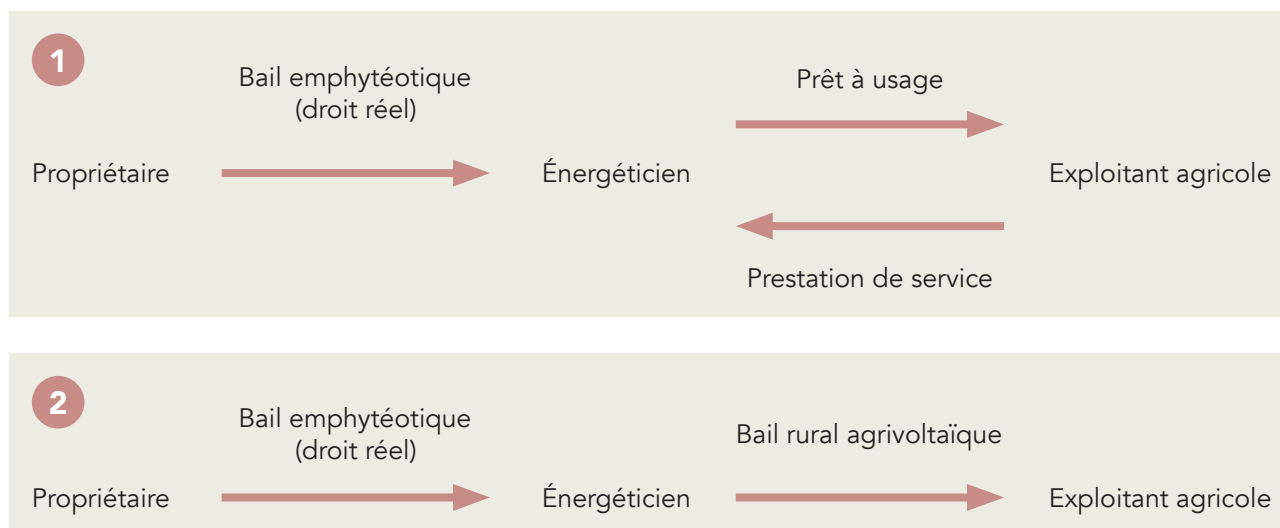 1
Bail emphytéotique
(droit réel)
Prêt à usage
Propriétaire
Énergéticien
Exploitant agricole
Prestation de service
2
Bail emphytéotique
(droit réel)
Bail rural agrivoltaïque
Propriétaire
Énergéticien
Exploitant agricole